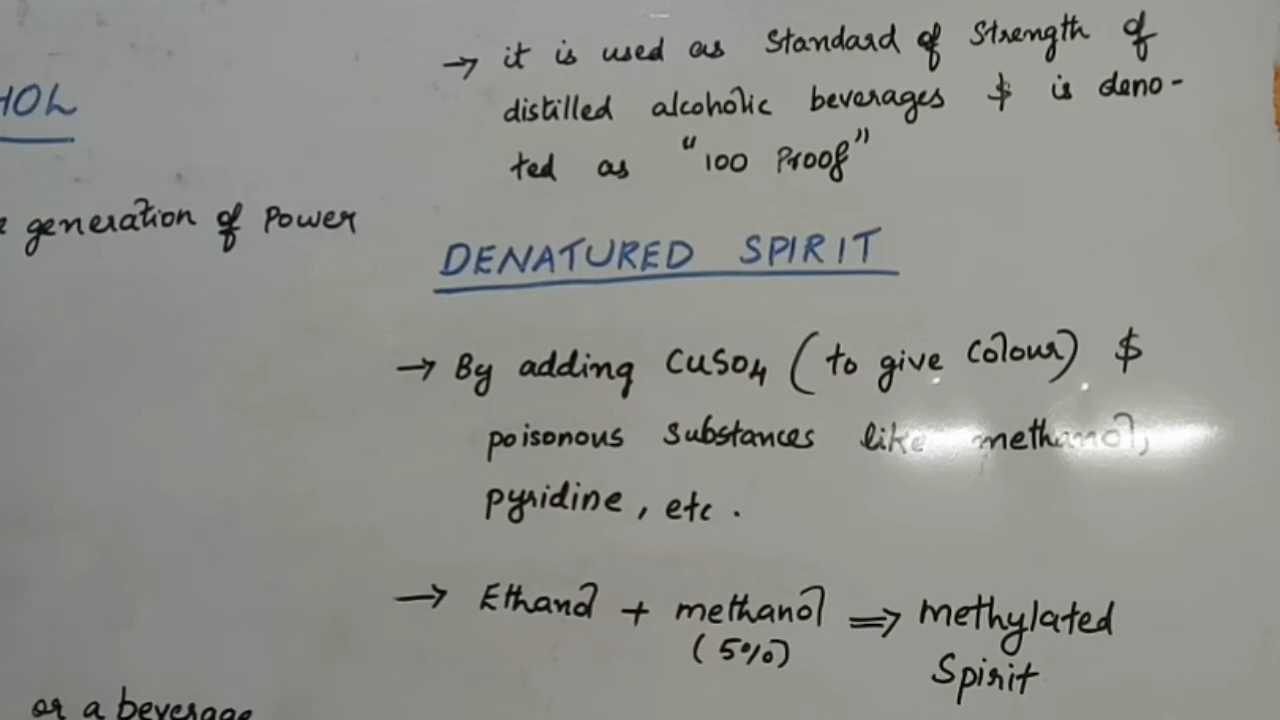 HOL
generation of Power
or a beverage
→ it is used as Standard of Strength of
distilled alcoholic beverages $ is deno-
ted as "100 Proof"
DENATURED SPIRIT
→ By adding CuSO4 (to give Colour) $
poisonous substances like methanol,
pyridine, etc.
→ Ethanol + methanol ⇒ Methylated
(5%) Spirit